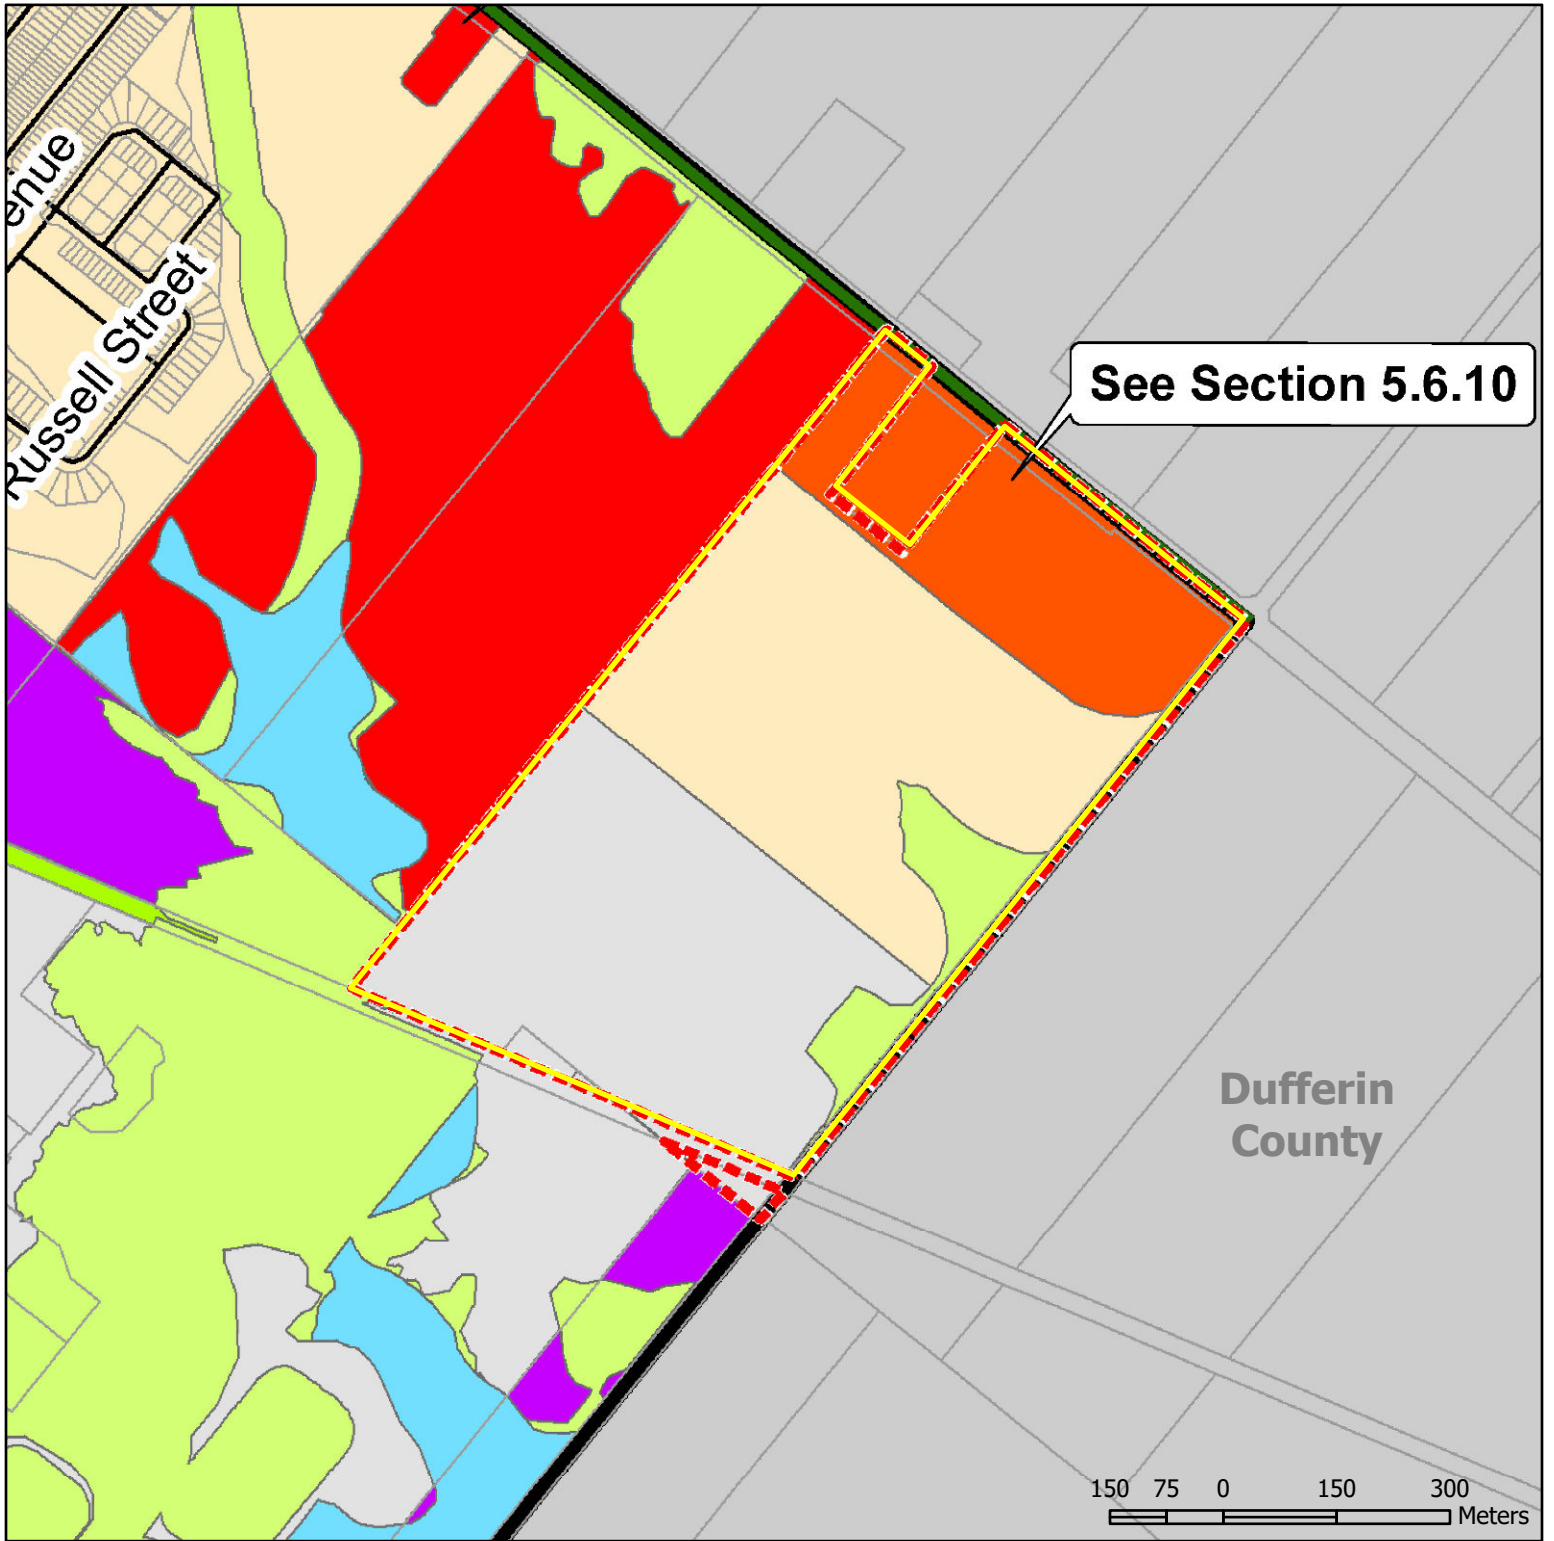 enue
Russell Street
See Section 5.6.10
Dufferin
County
150 75 0 150 300
Meters